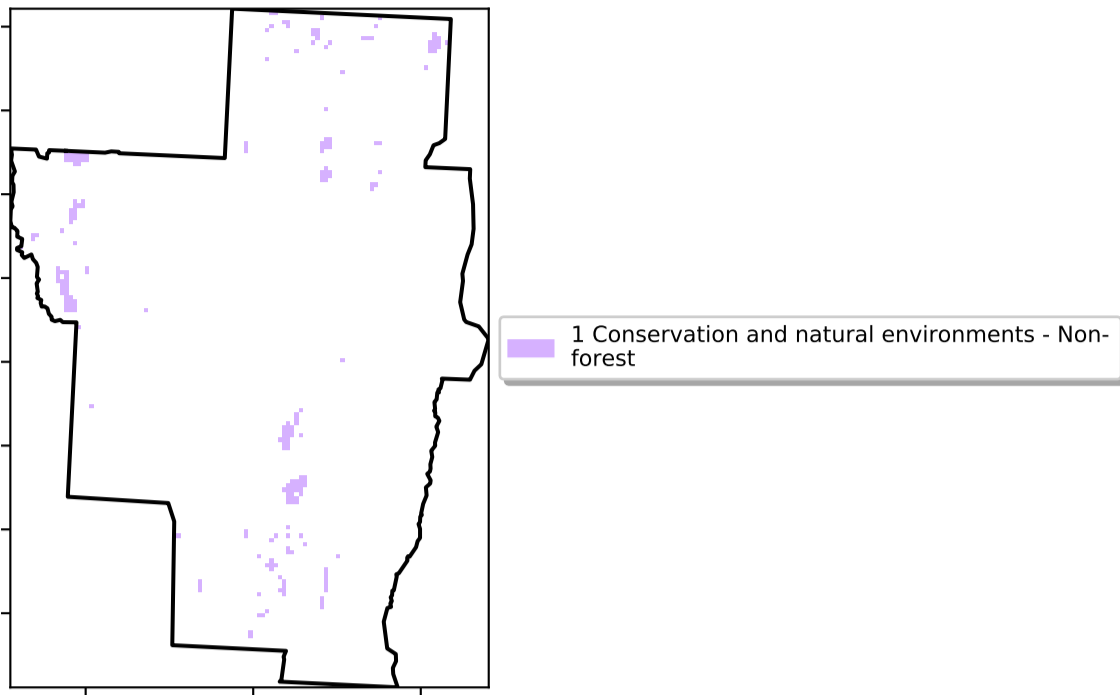 1 Conservation and natural environments - Non-
forest